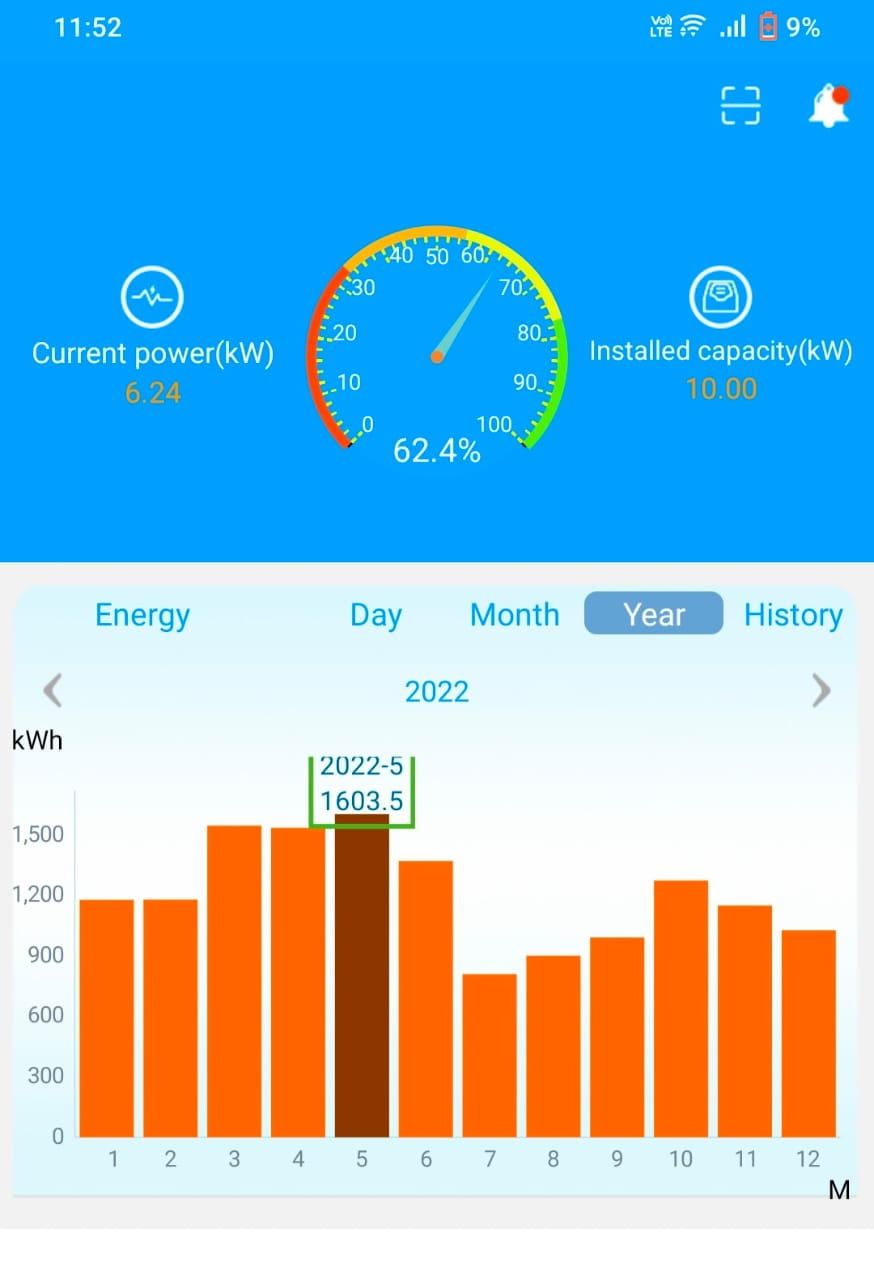 11:52
Vo) LTE 9%
40 50 60
30 70
20 80
10 90
0 100
62.4%
Current power(kW)
6.24
Installed capacity(kW)
10.00
Energy Day Month Year History
2022
kWh
2022-5
1603.5
1,500
1,200
900
600
300
0
1 2 3 4 5 6 7 8 9 10 11 12
M